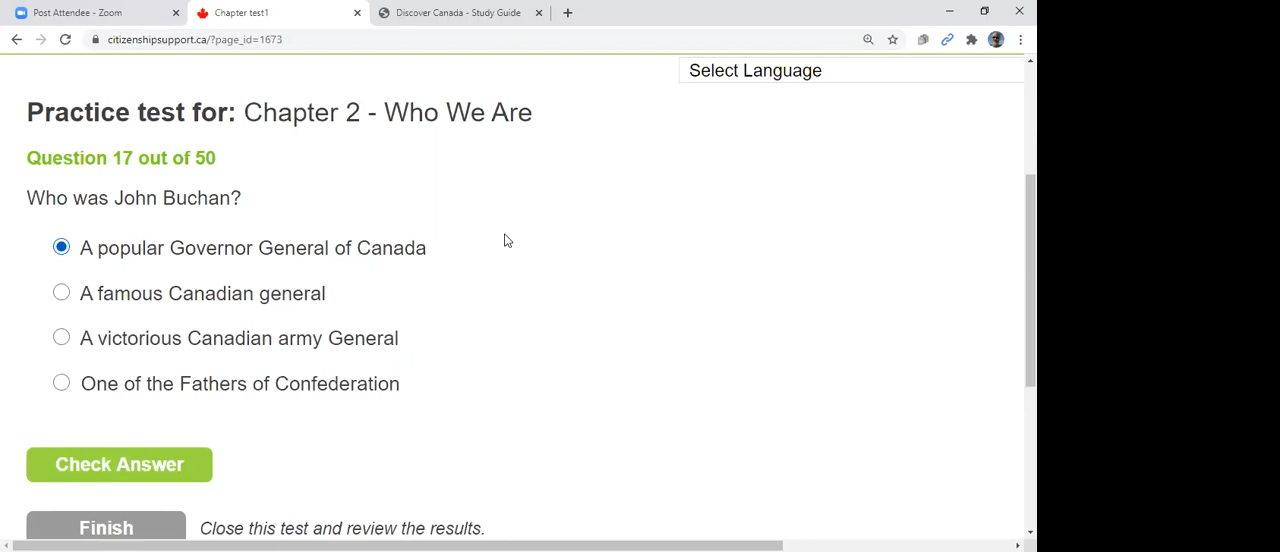 Post Attendee - Zoom
Chapter test1
Discover Canada - Study Guide
citizenshipsupport.ca/?page_id=1673
Select Language
Practice test for: Chapter 2 - Who We Are
Question 17 out of 50
Who was John Buchan?
A popular Governor General of Canada
A famous Canadian general
A victorious Canadian army General
One of the Fathers of Confederation
Check Answer
Finish Close this test and review the results.